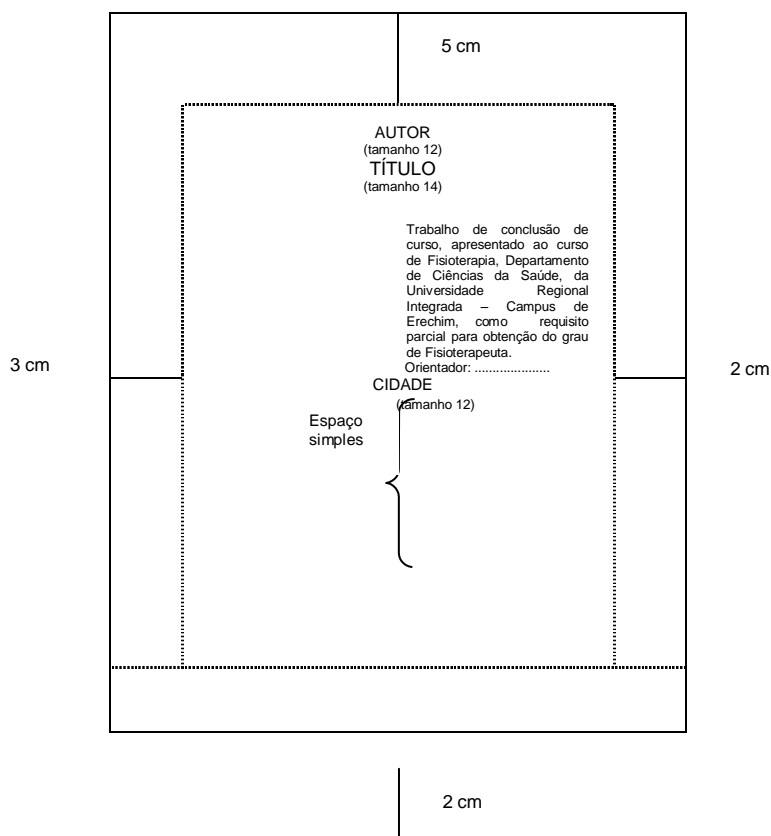 5 cm
AUTOR
(tamanho 12)
TÍTULO
(tamanho 14)
Trabalho de conclusão de
curso, apresentado ao curso
de Fisioterapia, Departamento
de Ciências da Saúde, da
Universidade Regional
Integrada – Campus de
Erechim, como requisito
parcial para obtenção do grau
de Fisioterapeuta.
Orientador: .....................
3 cm
2 cm
CIDADE
(tamanho 12)
Espaço
simples
2 cm